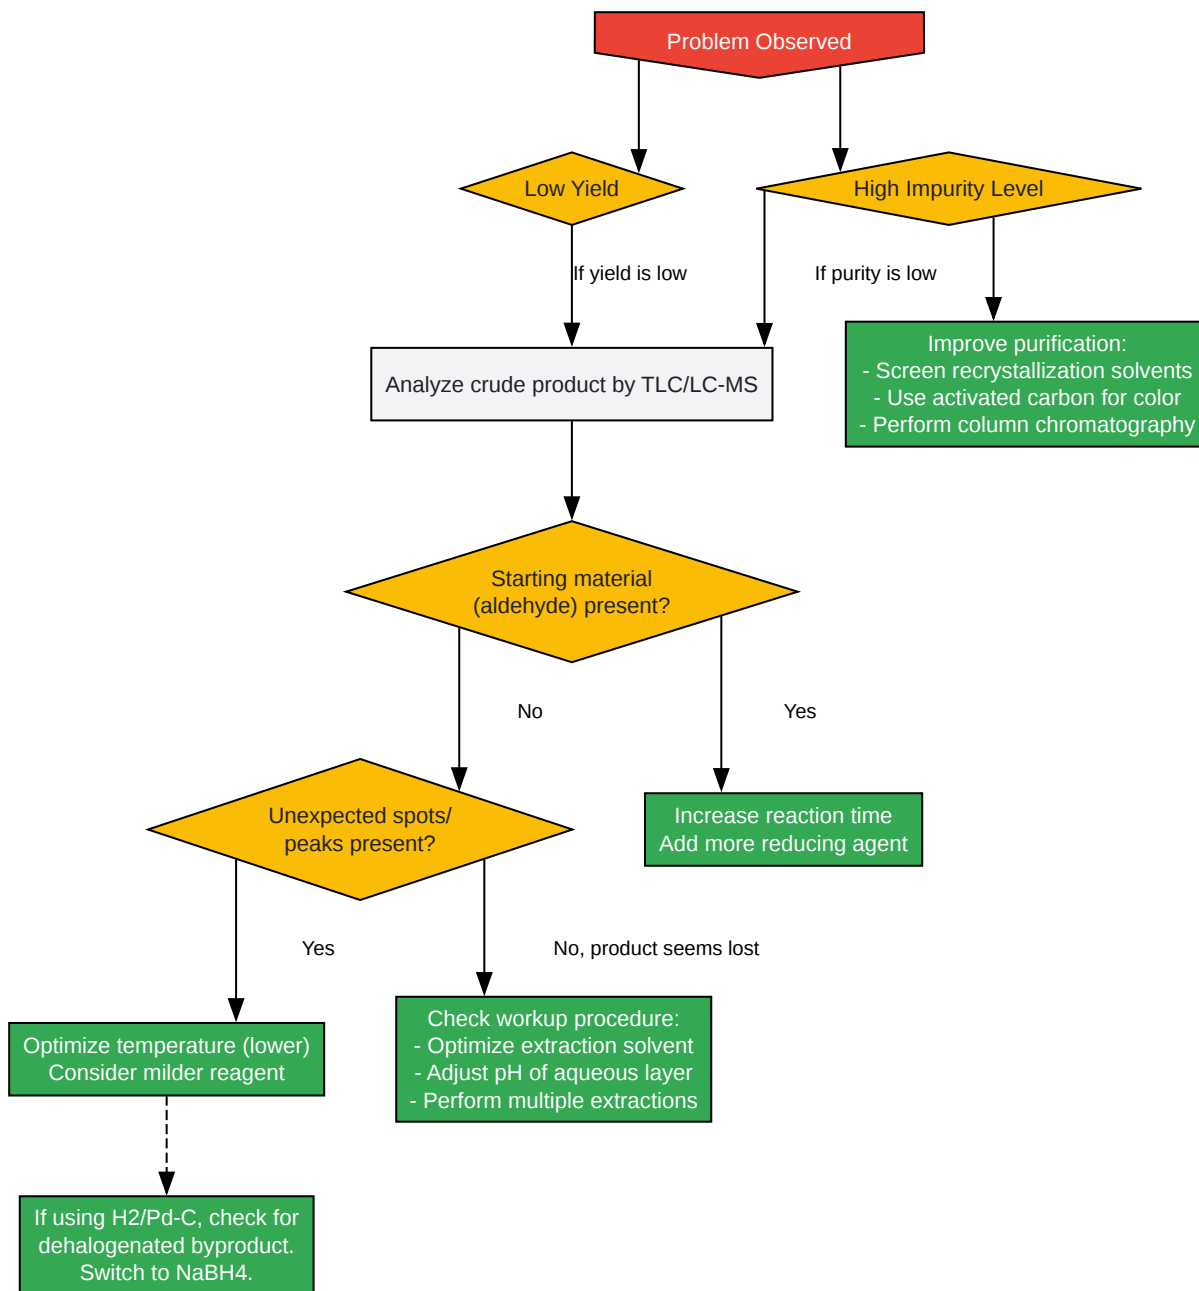 Problem Observed
Low Yield
High Impurity Level
If yield is low
If purity is low
Improve purification:
- Screen recrystallization solvents
- Use activated carbon for color
- Perform column chromatography
Analyze crude product by TLC/LC-MS
Starting material
(aldehyde) present?
No
Yes
Unexpected spots/
peaks present?
Increase reaction time
Add more reducing agent
Yes
No, product seems lost
Optimize temperature (lower)
Consider milder reagent
Check workup procedure:
- Optimize extraction solvent
- Adjust pH of aqueous layer
- Perform multiple extractions
If using H2/Pd-C, check for
dehalogenated byproduct.
Switch to NaBH4.